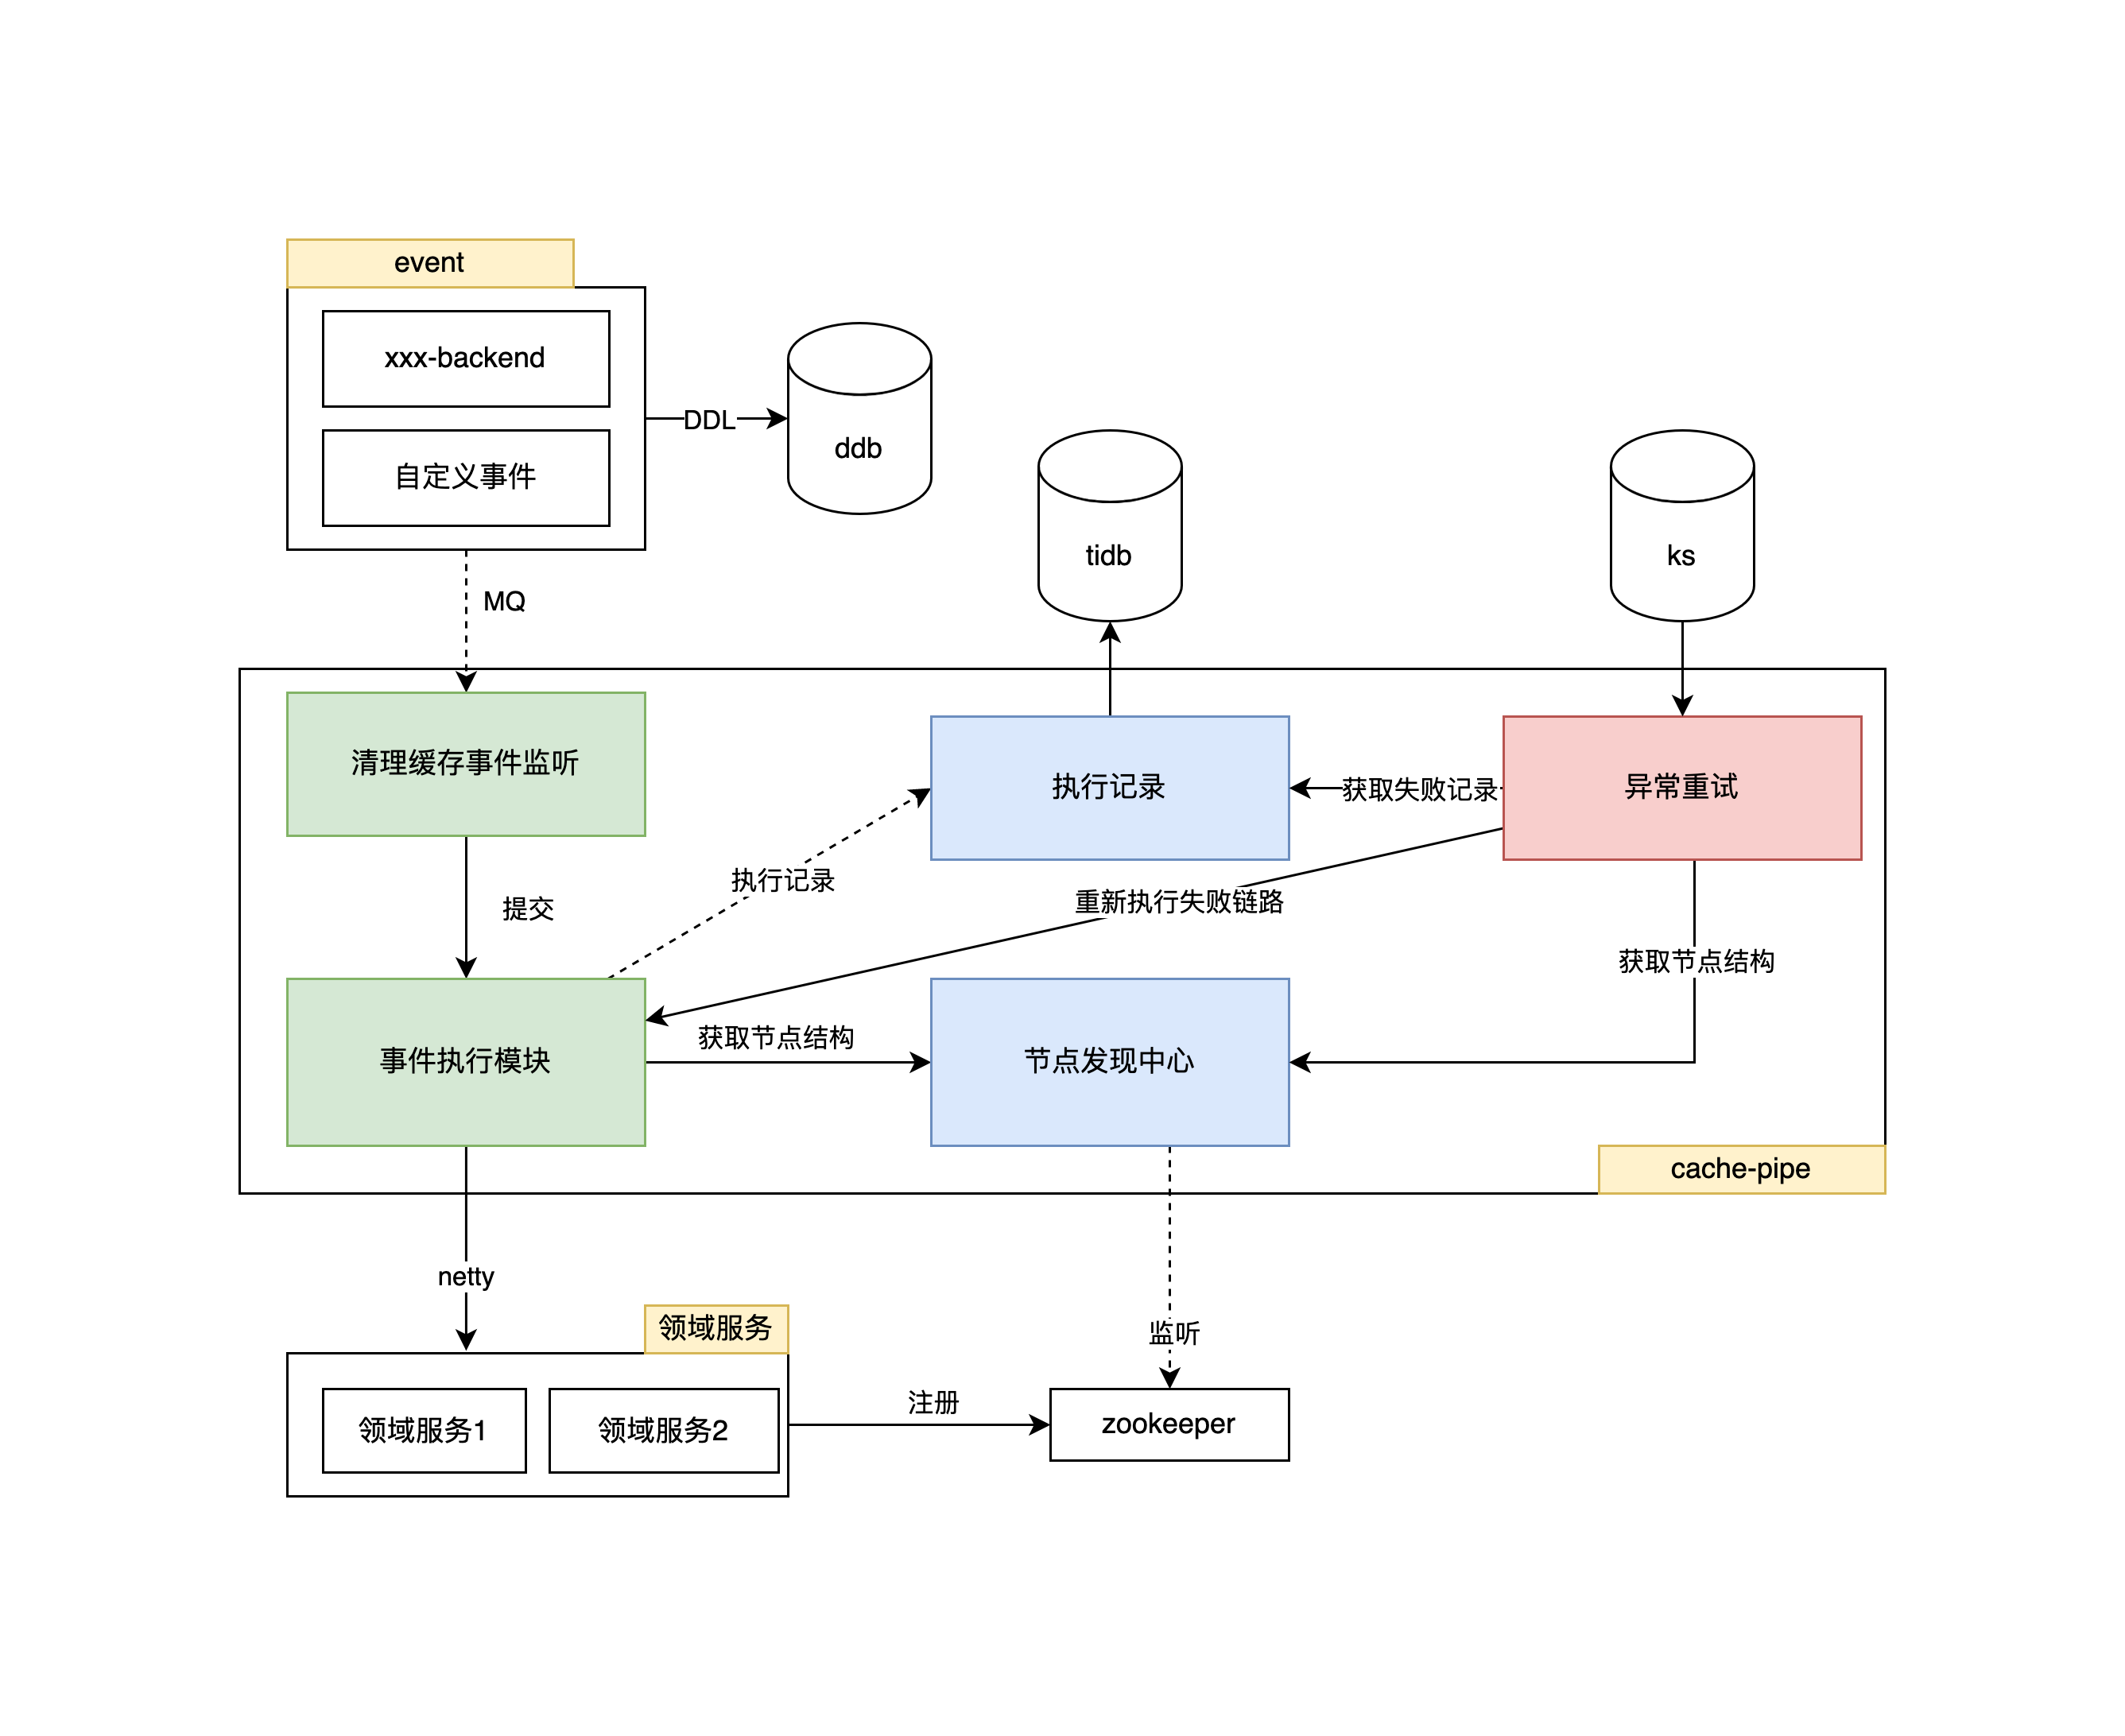 event
xxx-backend
自定义事件
DDL
ddb
MQ
tidb
ks
清理缓存事件监听
执行记录
获取失败记录
异常重试
执行记录
重新执行失败链路
提交
获取节点结构
事件执行模块
获取节点结构
节点发现中心
cache-pipe
netty
领域服务
监听
领域服务1
领域服务2
注册
zookeeper